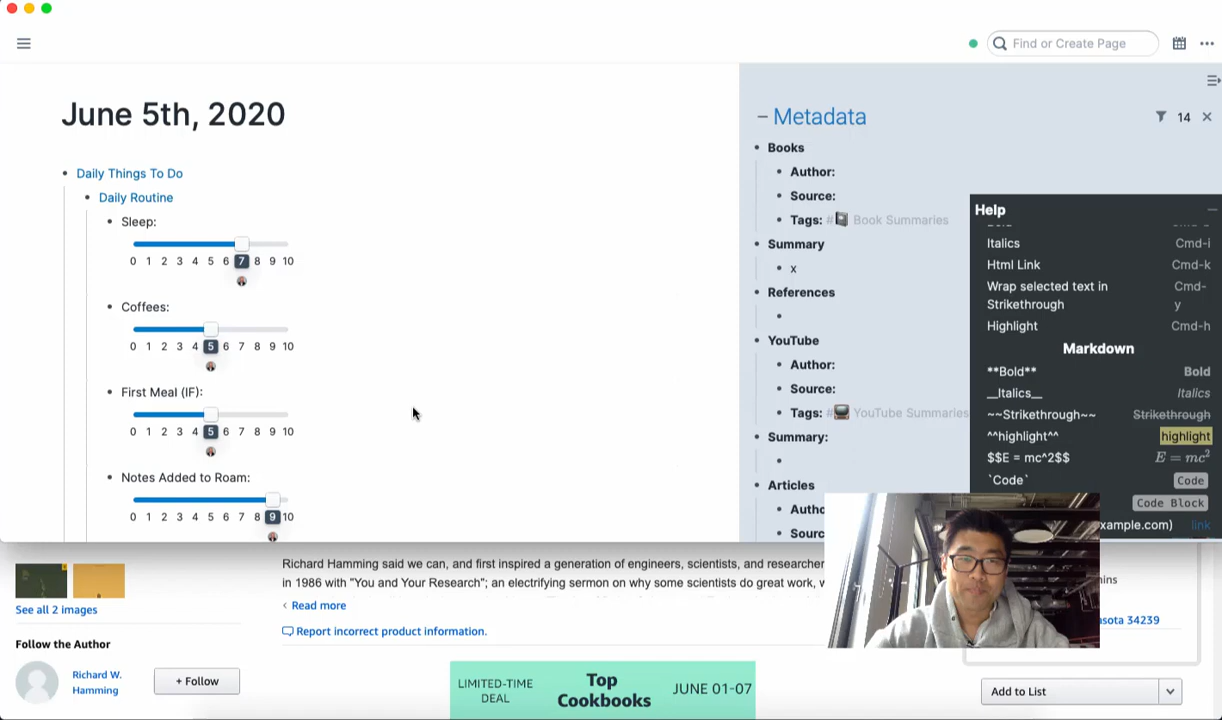 Find or Create Page
June 5th, 2020
Daily Things To Do
Daily Routine
Sleep:
0 1 2 3 4 5 6 7 8 9 10
Coffees:
0 1 2 3 4 5 6 7 8 9 10
First Meal (IF):
0 1 2 3 4 5 6 7 8 9 10
Notes Added to Roam:
0 1 2 3 4 5 6 7 8 9 10
– Metadata
14
Books
Author:
Source:
Tags: # Book Summaries
Summary
x
References
YouTube
Author:
Source:
Tags: # YouTube Summaries
Summary:
Articles
Autho
Sourc
Help
Italics Cmd-i
Html Link Cmd-k
Wrap selected text in Cmd-
Strikethrough y
Highlight Cmd-h
Markdown
**Bold** Bold
__Italics__ Italics
~~Strikethrough~~ Strikethrough
^^highlight^^ highlight
$$E = mc^2$$ E = mc²
`Code` Code
Code Block
xample.com) link
See all 2 images
Follow the Author
Richard W.
Hamming
+ Follow
Richard Hamming said we can, and first inspired a generation of engineers, scientists, and researcher
in 1986 with "You and Your Research"; an electrifying sermon on why some scientists do great work, w
‹ Read more
Report incorrect product information.
LIMITED-TIME
DEAL
Top
Cookbooks
JUNE 01-07
nins
asota 34239
Add to List